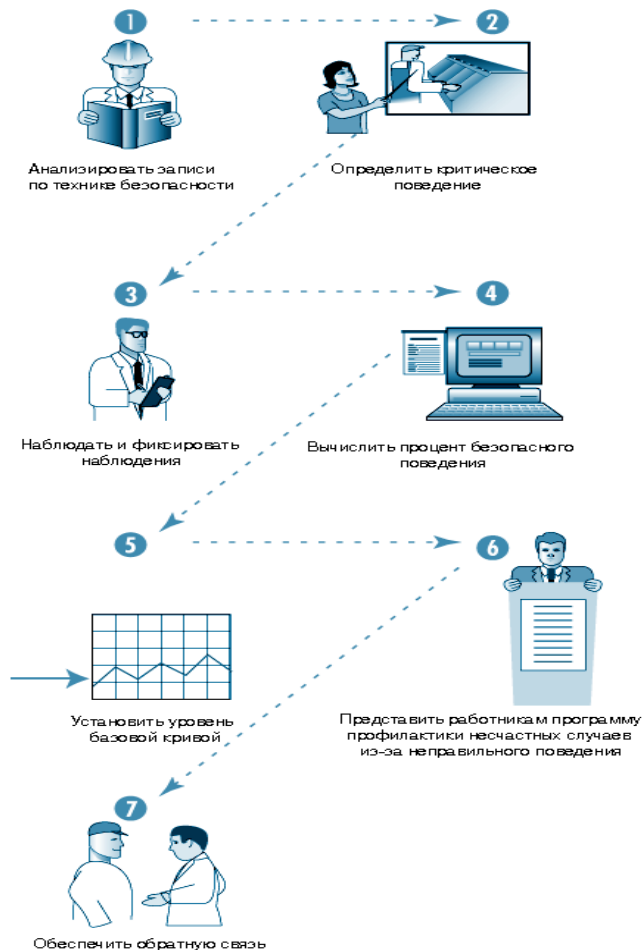 1
2
Анализировать записи
по технике безопасности
Определить критическое
поведение
3
4
Наблюдать и фиксировать
наблюдения
Вычислить процент безопасного
поведения
5
6
Установить уровень
базовой кривой
Представить работникам программу
профилактики несчастных случаев
из-за неправильного поведения
7
Обеспечить обратную связь